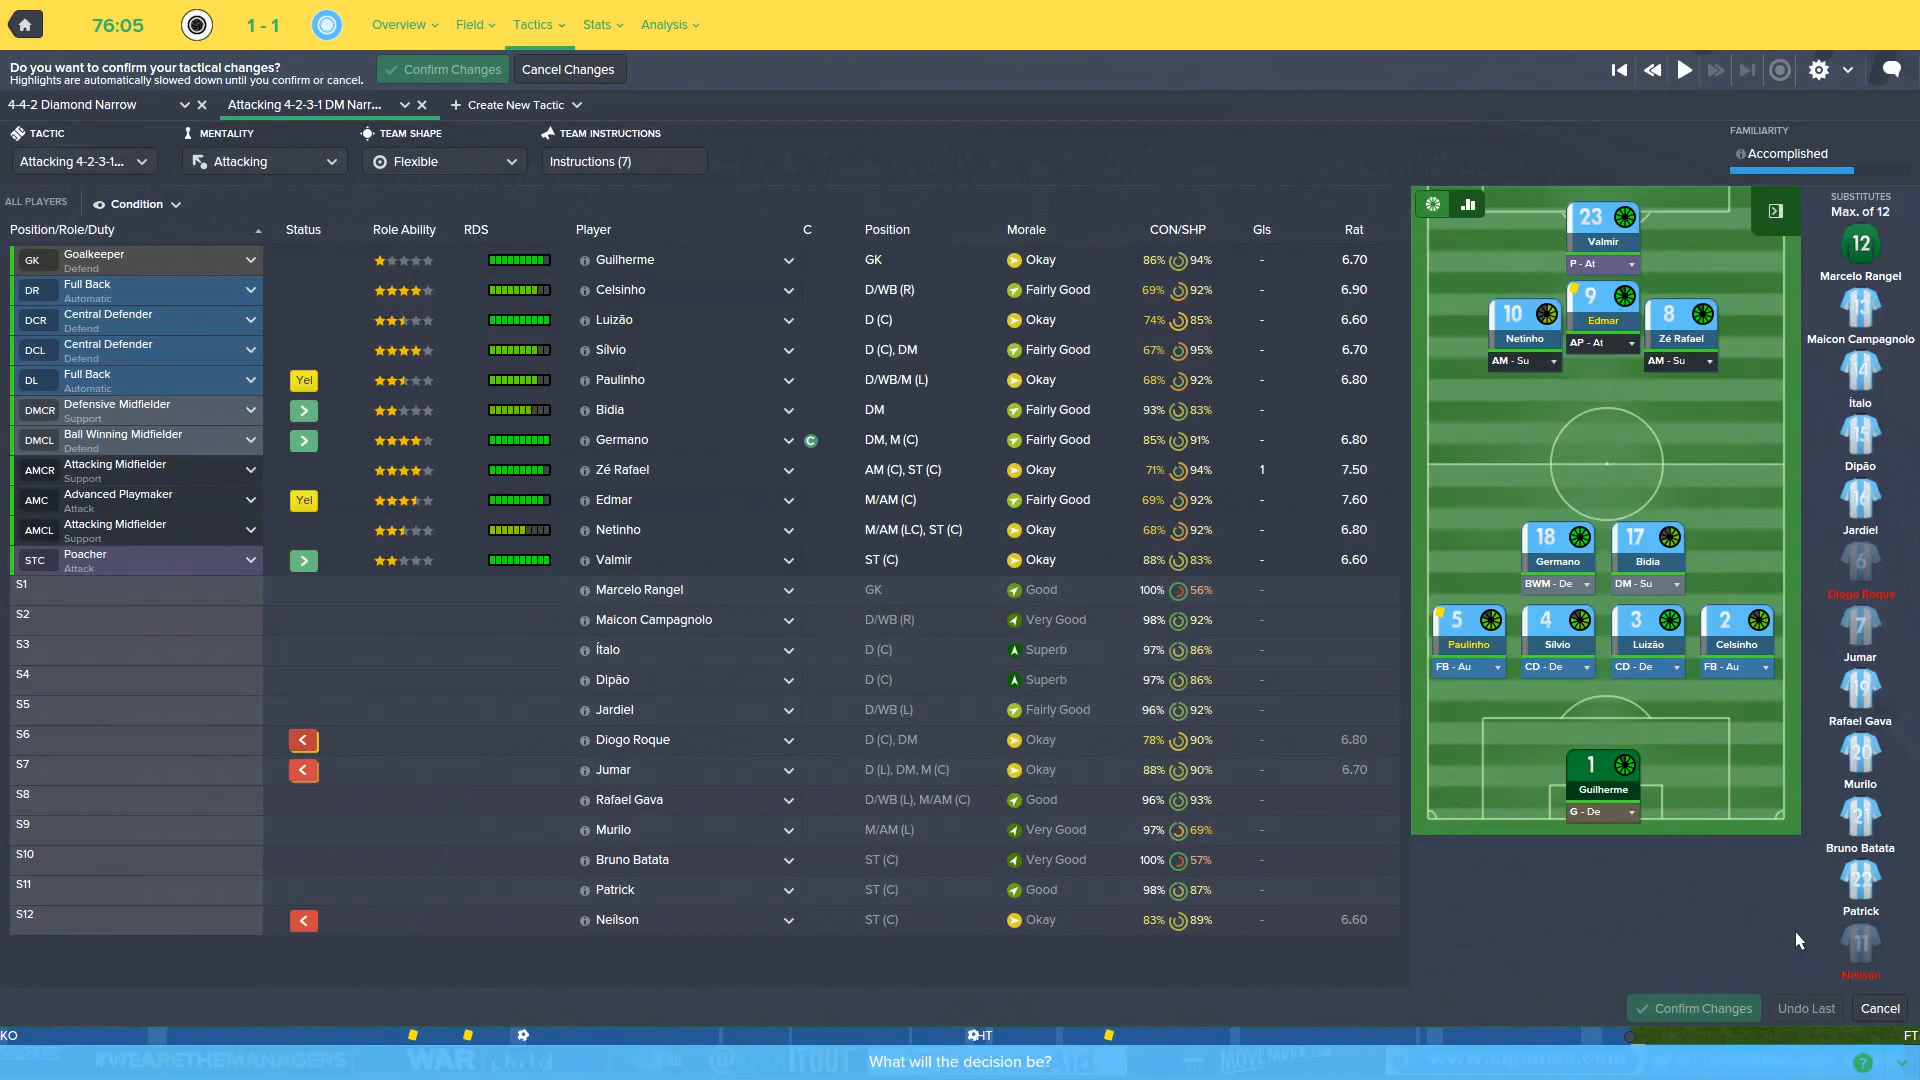 76:05 1 - 1 Overview Field Tactics Stats Analysis
Do you want to confirm your tactical changes?
Highlights are automatically slowed down until you confirm or cancel.
Confirm Changes Cancel Changes
4-4-2 Diamond Narrow Attacking 4-2-3-1 DM Narr... + Create New Tactic
TACTIC MENTALITY TEAM SHAPE TEAM INSTRUCTIONS
Attacking 4-2-3-1... Attacking Flexible Instructions (7)
FAMILIARITY
Accomplished
ALL PLAYERS Condition
Position/Role/Duty Status Role Ability RDS Player C Position Morale CON/SHP Gls Rat
GK Goalkeeper Defend Guilherme GK Okay 86% 94% - 6.70
DR Full Back Automatic Celsinho D/WB (R) Fairly Good 69% 92% - 6.90
DCR Central Defender Defend Luizão D (C) Okay 74% 85% - 6.60
DCL Central Defender Defend Sílvio D (C), DM Fairly Good 67% 95% - 6.70
DL Full Back Automatic Yel Paulinho D/WB/M (L) Okay 68% 92% - 6.80
DMCR Defensive Midfielder Support Bidia DM Fairly Good 93% 83% -
DMCL Ball Winning Midfielder Defend Germano C DM, M (C) Fairly Good 85% 91% - 6.80
AMCR Attacking Midfielder Support Zé Rafael AM (C), ST (C) Okay 71% 94% 1 7.50
AMC Advanced Playmaker Attack Yel Edmar M/AM (C) Fairly Good 69% 92% - 7.60
AMCL Attacking Midfielder Support Netinho M/AM (LC), ST (C) Okay 68% 92% - 6.80
STC Poacher Attack Valmir ST (C) Okay 88% 83% - 6.60
S1 Marcelo Rangel GK Good 100% 56% -
S2 Maicon Campagnolo D/WB (R) Very Good 98% 92% -
S3 Ítalo D (C) Superb 97% 86% -
S4 Dipão D (C) Superb 97% 86% -
S5 Jardiel D/WB (L) Fairly Good 96% 92% -
S6 Diogo Roque D (C), DM Okay 78% 90% - 6.80
S7 Jumar D (L), DM, M (C) Okay 88% 90% - 6.70
S8 Rafael Gava D/WB (L), M/AM (C) Good 96% 93% -
S9 Murilo M/AM (L) Very Good 97% 69% -
S10 Bruno Batata ST (C) Very Good 100% 57% -
S11 Patrick ST (C) Good 98% 87% -
S12 Neílson ST (C) Okay 83% 89% - 6.60
23
Valmir
P - At
10 9 8
Netinho Edmar Zé Rafael
AM - Su AP - At AM - Su
18 17
Germano Bidia
BWM - De DM - Su
5 4 3 2
Paulinho Sílvio Luizão Celsinho
FB - Au CD - De CD - De FB - Au
1
Guilherme
G - De
SUBSTITUTES
Max. of 12
12
Marcelo Rangel
13
Maicon Campagnolo
14
Ítalo
15
Dipão
16
Jardiel
6
Diogo Roque
7
Jumar
19
Rafael Gava
20
Murilo
21
Bruno Batata
22
Patrick
11
Neílson
Confirm Changes Undo Last Cancel
KO HT FT
#WEARETHEMANAGERS WAR child What will the decision be?